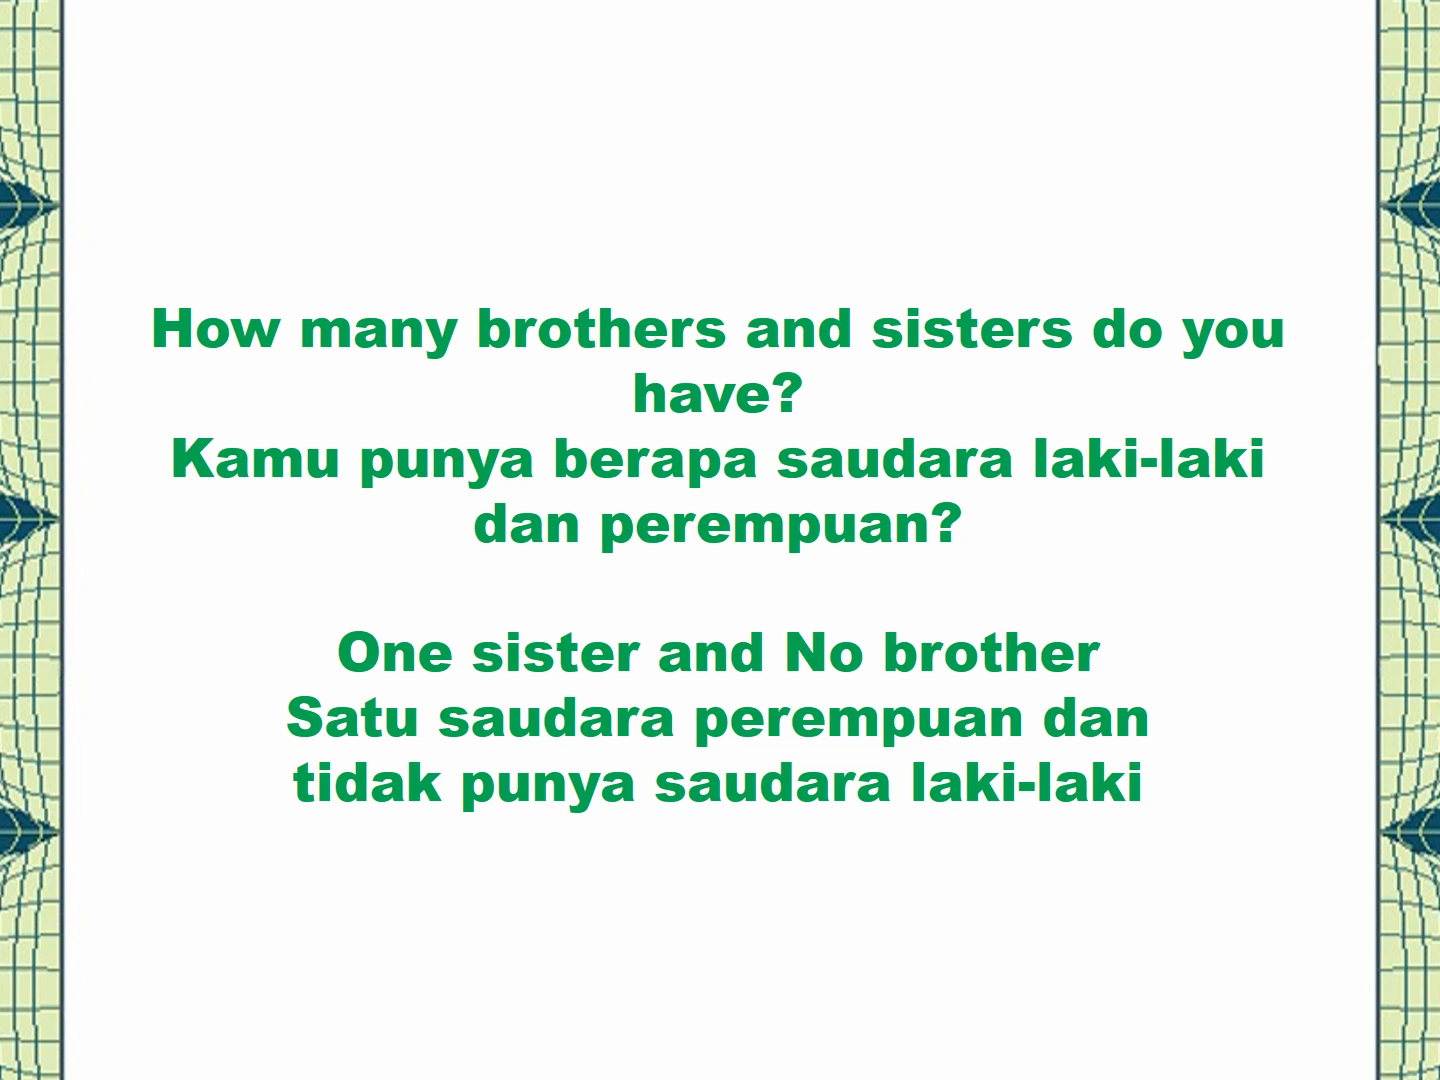 How many brothers and sisters do you
have?
Kamu punya berapa saudara laki-laki
dan perempuan?
One sister and No brother
Satu saudara perempuan dan
tidak punya saudara laki-laki